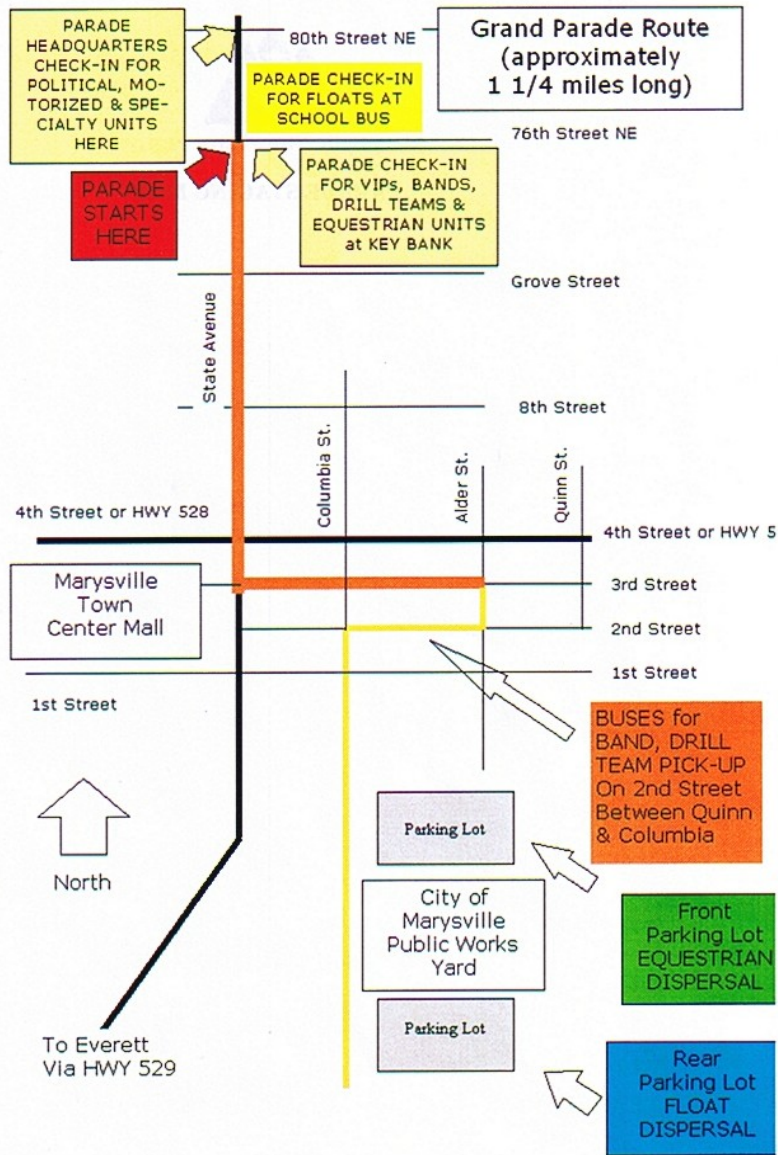 PARADE
HEADQUARTERS
CHECK-IN FOR
POLITICAL, MO-
TORIZED & SPE-
CIALTY UNITS
HERE
80th Street NE
Grand Parade Route
(approximately
1 1/4 miles long)
PARADE CHECK-IN
FOR FLOATS AT
SCHOOL BUS
76th Street NE
PARADE
STARTS
HERE
PARADE CHECK-IN
FOR VIPs, BANDS,
DRILL TEAMS &
EQUESTRIAN UNITS
at KEY BANK
Grove Street
State Avenue
8th Street
Columbia St.
Alder St.
Quinn St.
4th Street or HWY 528
4th Street or HWY 5
Marysville
Town
Center Mall
3rd Street
2nd Street
1st Street
1st Street
BUSES for
BAND, DRILL
TEAM PICK-UP
On 2nd Street
Between Quinn
& Columbia
North
Parking Lot
City of
Marysville
Public Works
Yard
Parking Lot
Front
Parking Lot
EQUESTRIAN
DISPERSAL
To Everett
Via HWY 529
Rear
Parking Lot
FLOAT
DISPERSAL